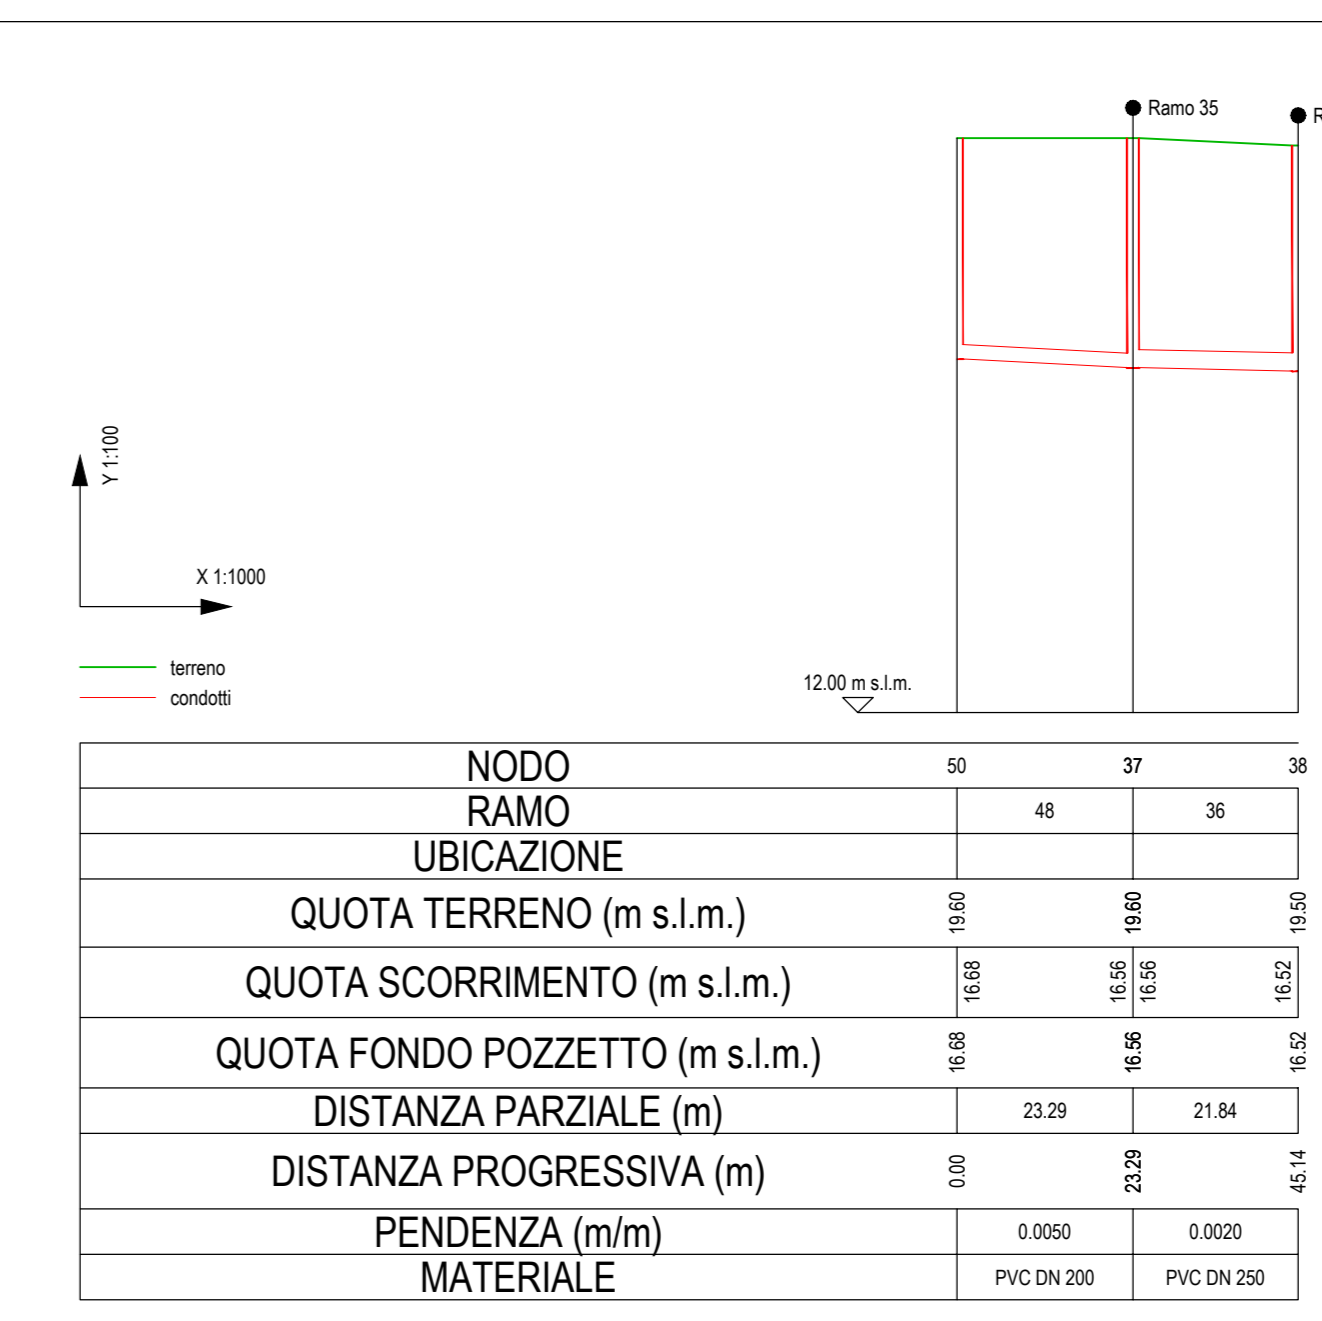 Ramo 35
R
Y 1:100
X 1:1000
terreno
condotti
12.00 m s.l.m.
NODO 50 37 38
RAMO 48 36
UBICAZIONE
QUOTA TERRENO (m s.l.m.) 19.60 19.60 19.50
QUOTA SCORRIMENTO (m s.l.m.) 16.68 16.56 16.56 16.52
QUOTA FONDO POZZETTO (m s.l.m.) 16.68 16.56 16.52
DISTANZA PARZIALE (m) 23.29 21.84
DISTANZA PROGRESSIVA (m) 0.00 23.29 45.14
PENDENZA (m/m) 0.0050 0.0020
MATERIALE PVC DN 200 PVC DN 250